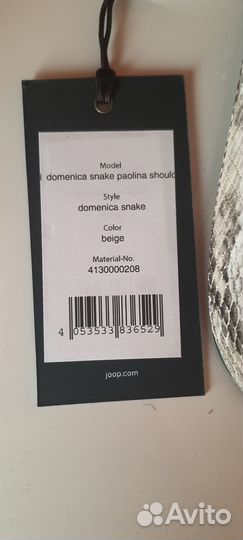 Model
domenica snake paolina should
Style
domenica snake
Color
beige
Material-No.
4130000208
4 053533 836529
joop.com
Avito